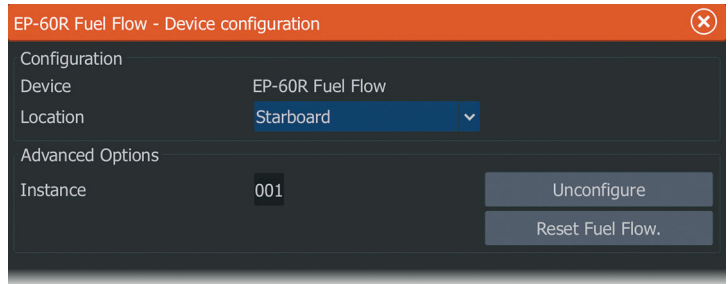 EP-60R Fuel Flow - Device configuration
Configuration
Device EP-60R Fuel Flow
Location Starboard
Advanced Options
Instance 001 Unconfigure
Reset Fuel Flow.